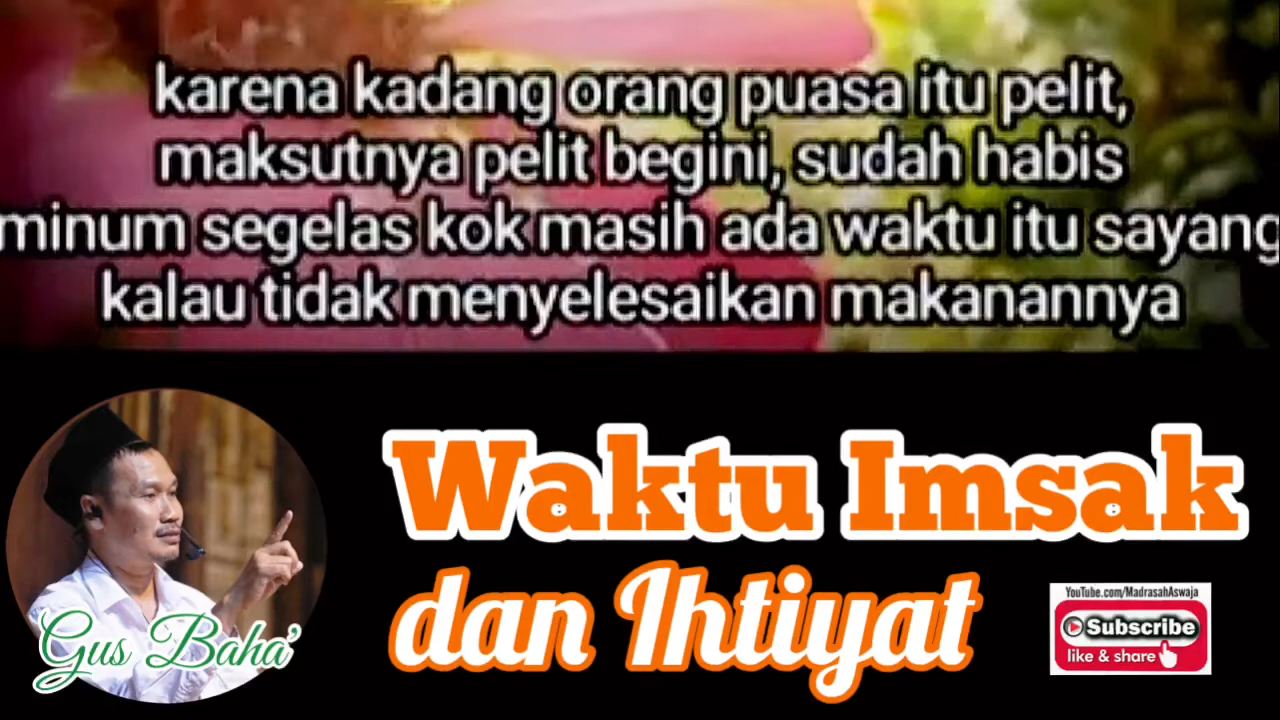 karena kadang orang puasa itu pelit,
maksutnya pelit begini, sudah habis
minum segelas kok masih ada waktu itu sayang
kalau tidak menyelesaikan makanannya
Waktu Imsak
dan Ihtiyat
Gus Baha'
YouTube.com/MadrasahAswaja
Subscribe
like & share